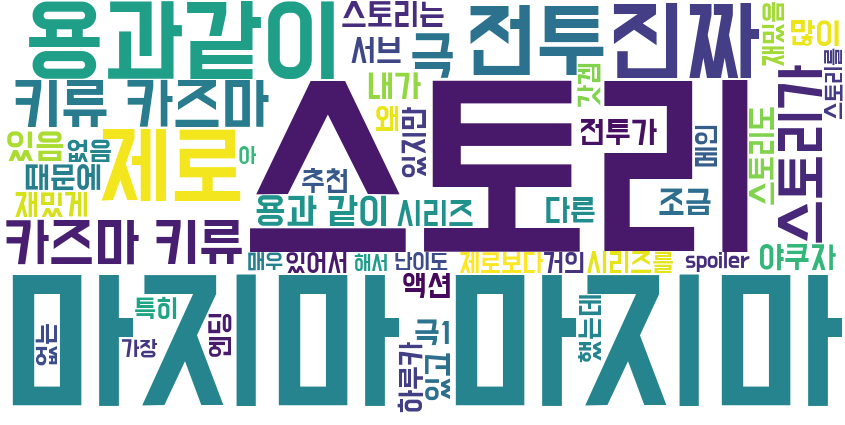 용과같이
극
전투
진짜
스토리는
서브
재밌음
많이
스토리를
키류 카즈마
내가
갓겜
왜
있지만
스토리
전투가
메인
스토리도
스토리가
있음
없음
제로
아
때문에
재밌게
추천
용과 같이
시리즈
다른
조금
카즈마 키류
매우
있어서
해서
난이도
제로보다
거의
시리즈를
spoiler
야쿠자
액션
마지마 마지마
특히
없는
가장
엔딩
하루카
극1
있고
했는데